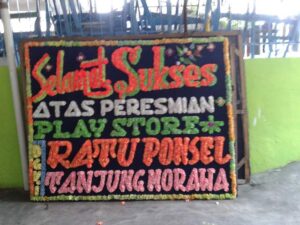 Selamat Sukses
ATAS PERESMIAN
PLAY STORE
RATU PONSEL
TANJUNG MORAWA